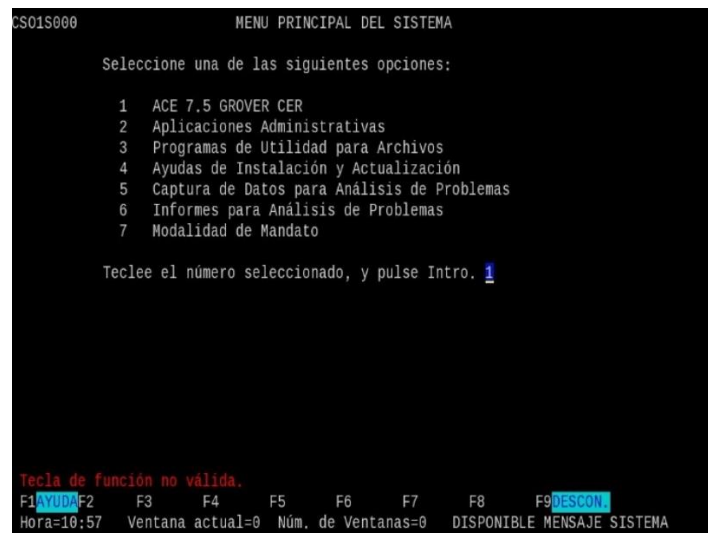 CSO1S000 MENU PRINCIPAL DEL SISTEMA
Seleccione una de las siguientes opciones:
1 ACE 7.5 GROVER CER
2 Aplicaciones Administrativas
3 Programas de Utilidad para Archivos
4 Ayudas de Instalación y Actualización
5 Captura de Datos para Análisis de Problemas
6 Informes para Análisis de Problemas
7 Modalidad de Mandato
Teclee el número seleccionado, y pulse Intro. 1
Tecla de función no válida.
F1AYUDAF2 F3 F4 F5 F6 F7 F8 F9DESCON.
Hora=10:57 Ventana actual=0 Núm. de Ventanas=0 DISPONIBLE MENSAJE SISTEMA